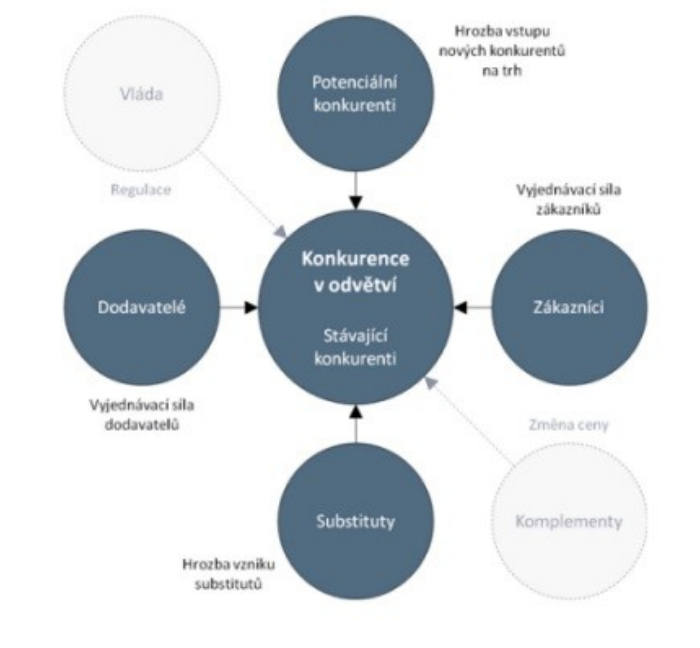 Hrozba vstupu
nových konkurentů
na trh
Potenciální
konkurenti
Vláda
Regulace
Vyjednávací síla
zákazníků
Konkurence
v odvětví
Stávající
konkurenti
Dodavatelé
Zákazníci
Vyjednávací síla
dodavatelů
Změna ceny
Substituty
Komplementy
Hrozba vzniku
substitutů